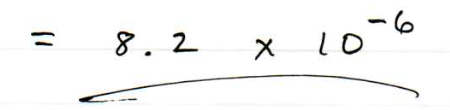 = 8.2 x 10^-6